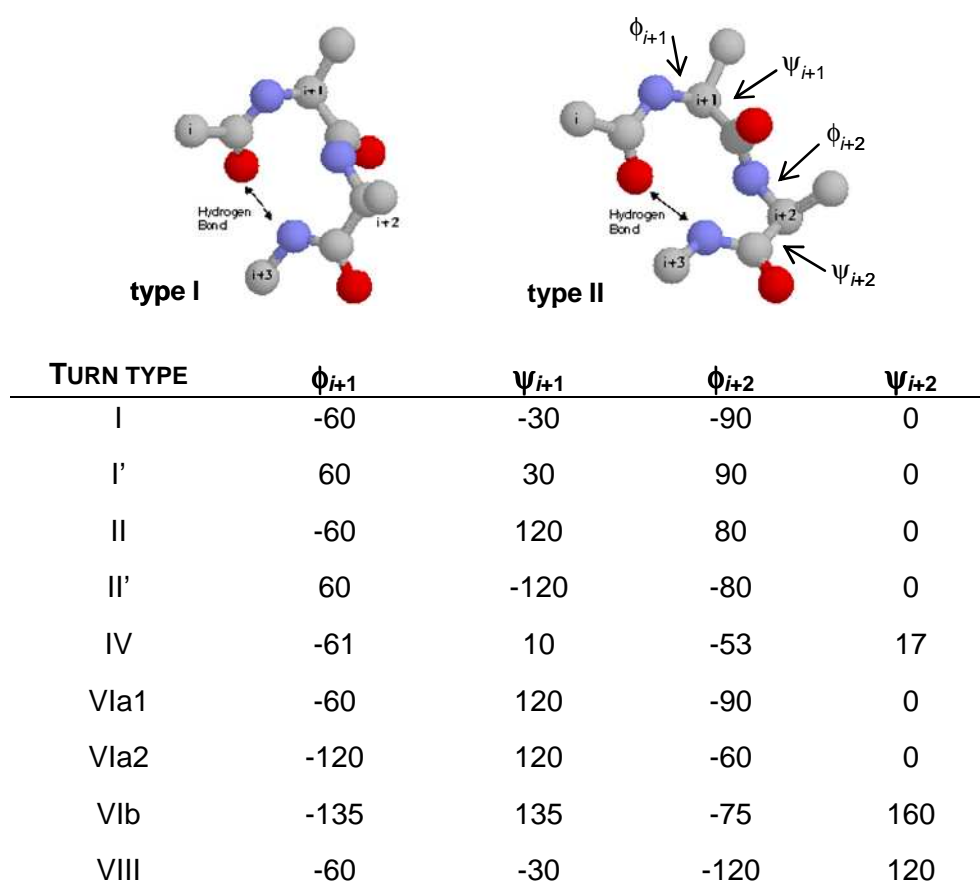 ϕi+1
ψi+1
i+1
i+1
i
i
ϕi+2
Hydrogen
Bond
i+2
Hydrogen
Bond
i+2
i+3
i+3
ψi+2
type I
type II
TURN TYPE ϕi+1 ψi+1 ϕi+2 ψi+2
I -60 -30 -90 0
I’ 60 30 90 0
II -60 120 80 0
II’ 60 -120 -80 0
IV -61 10 -53 17
VIa1 -60 120 -90 0
VIa2 -120 120 -60 0
VIb -135 135 -75 160
VIII -60 -30 -120 120